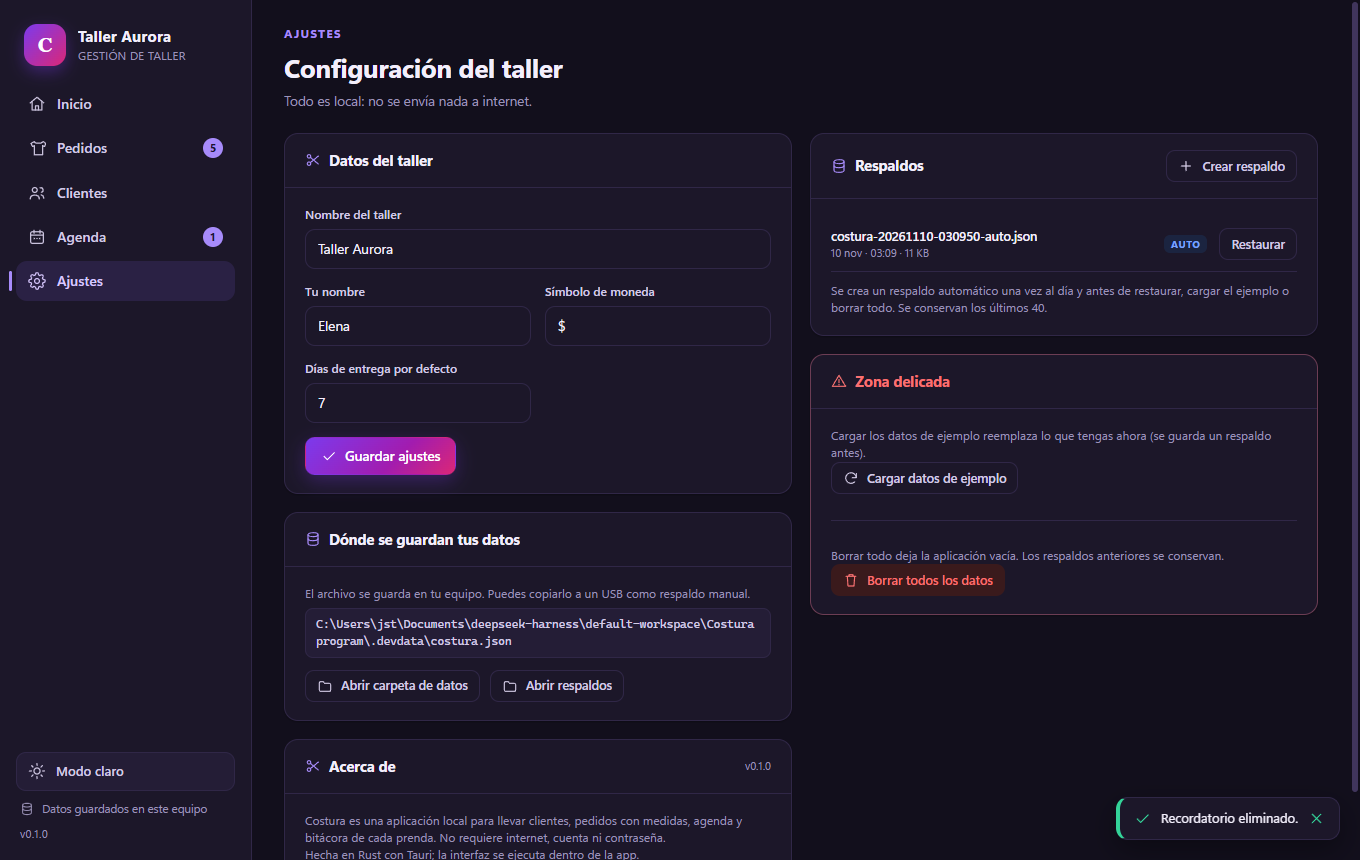 C
Taller Aurora
GESTIÓN DE TALLER
Inicio
Pedidos 5
Clientes
Agenda 1
Ajustes
Modo claro
Datos guardados en este equipo
v0.1.0
AJUSTES
Configuración del taller
Todo es local: no se envía nada a internet.
Datos del taller
Nombre del taller
Taller Aurora
Tu nombre
Elena
Símbolo de moneda
$
Días de entrega por defecto
7
Guardar ajustes
Dónde se guardan tus datos
El archivo se guarda en tu equipo. Puedes copiarlo a un USB como respaldo manual.
C:\Users\jst\Documents\deepseek-harness\default-workspace\Costura
program\.devdata\costura.json
Abrir carpeta de datos
Abrir respaldos
Acerca de
v0.1.0
Costura es una aplicación local para llevar clientes, pedidos con medidas, agenda y
bitácora de cada prenda. No requiere internet, cuenta ni contraseña.
Hecha en Rust con Tauri; la interfaz se ejecuta dentro de la app.
Respaldos
Crear respaldo
costura-20261110-030950-auto.json
10 nov · 03:09 · 11 KB
AUTO
Restaurar
Se crea un respaldo automático una vez al día y antes de restaurar, cargar el ejemplo o
borrar todo. Se conservan los últimos 40.
Zona delicada
Cargar los datos de ejemplo reemplaza lo que tengas ahora (se guarda un respaldo
antes).
Cargar datos de ejemplo
Borrar todo deja la aplicación vacía. Los respaldos anteriores se conservan.
Borrar todos los datos
Recordatorio eliminado.